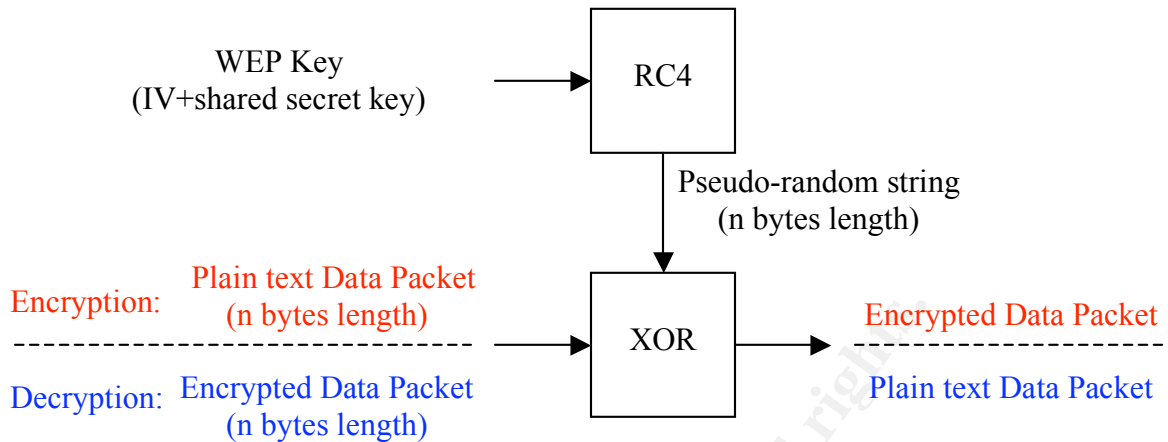 WEP Key
(IV+shared secret key)
RC4
Pseudo-random string
(n bytes length)
Encryption:
Plain text Data Packet
(n bytes length)
XOR
Encrypted Data Packet
Decryption:
Encrypted Data Packet
(n bytes length)
Plain text Data Packet
right